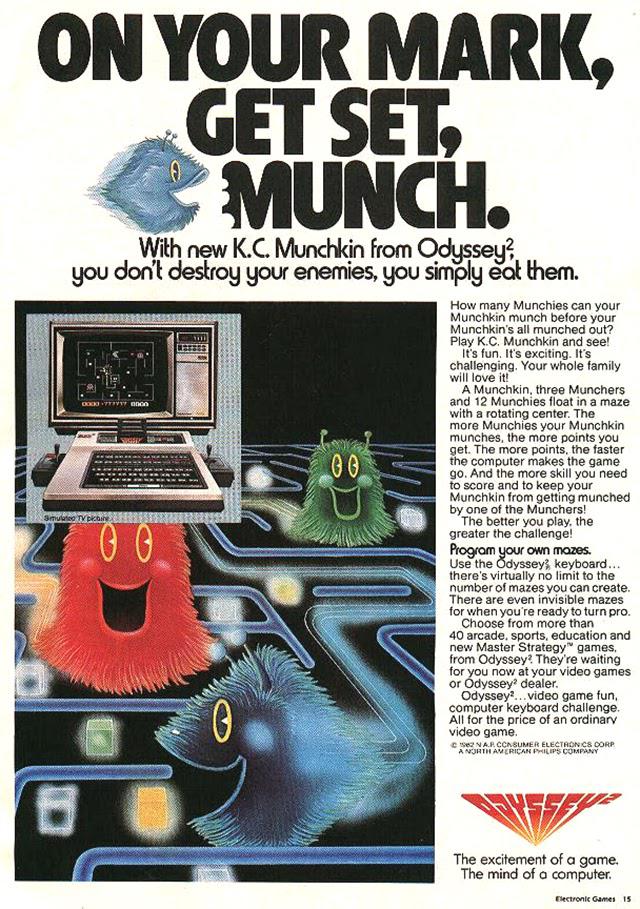 ON YOUR MARK,
GET SET,
MUNCH.
With new K.C. Munchkin from Odyssey²,
you don't destroy your enemies, you simply eat them.
Simulated TV picture
How many Munchies can your
Munchkin munch before your
Munchkin's all munched out?
Play K.C. Munchkin and see!
It's fun. It's exciting. It's
challenging. Your whole family
will love it!
A Munchkin, three Munchers
and 12 Munchies float in a maze
with a rotating center. The
more Munchies your Munchkin
munches, the more points you
get. The more points, the faster
the computer makes the game
go. And the more skill you need
to score and to keep your
Munchkin from getting munched
by one of the Munchers!
The better you play, the
greater the challenge!
Program your own mazes.
Use the Odyssey² keyboard...
there's virtually no limit to the
number of mazes you can create.
There are even invisible mazes
for when you're ready to turn pro.
Choose from more than
40 arcade, sports, education and
new Master Strategy™ games,
from Odyssey². They're waiting
for you now at your video games
or Odyssey² dealer.
Odyssey²...video game fun,
computer keyboard challenge.
All for the price of an ordinary
video game.
© 1982 N.A.P. CONSUMER ELECTRONICS CORP.
A NORTH AMERICAN PHILIPS COMPANY
ODYSSEY²
The excitement of a game.
The mind of a computer.
Electronic Games 15